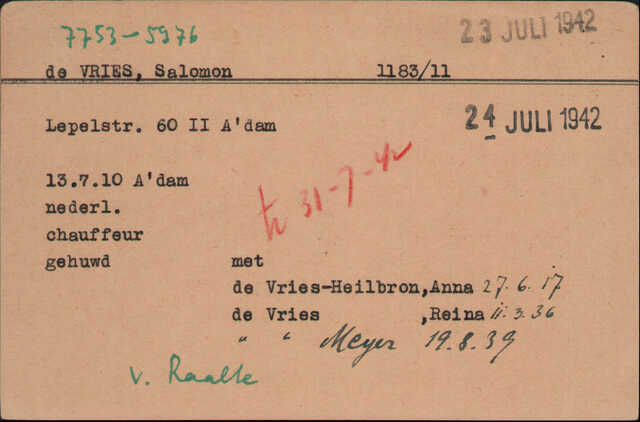 7753-5976
23 JULI 1942
de VRIES, Salomon 1183/11
Lepelstr. 60 II A'dam
24 JULI 1942
13.7.10 A'dam
31-7-42
nederl.
chauffeur
gehuwd met
de Vries-Heilbron, Anna 27.6.17
de Vries ,Reina 11.3.36
" " Meyer 19.8.39
v. Raalte